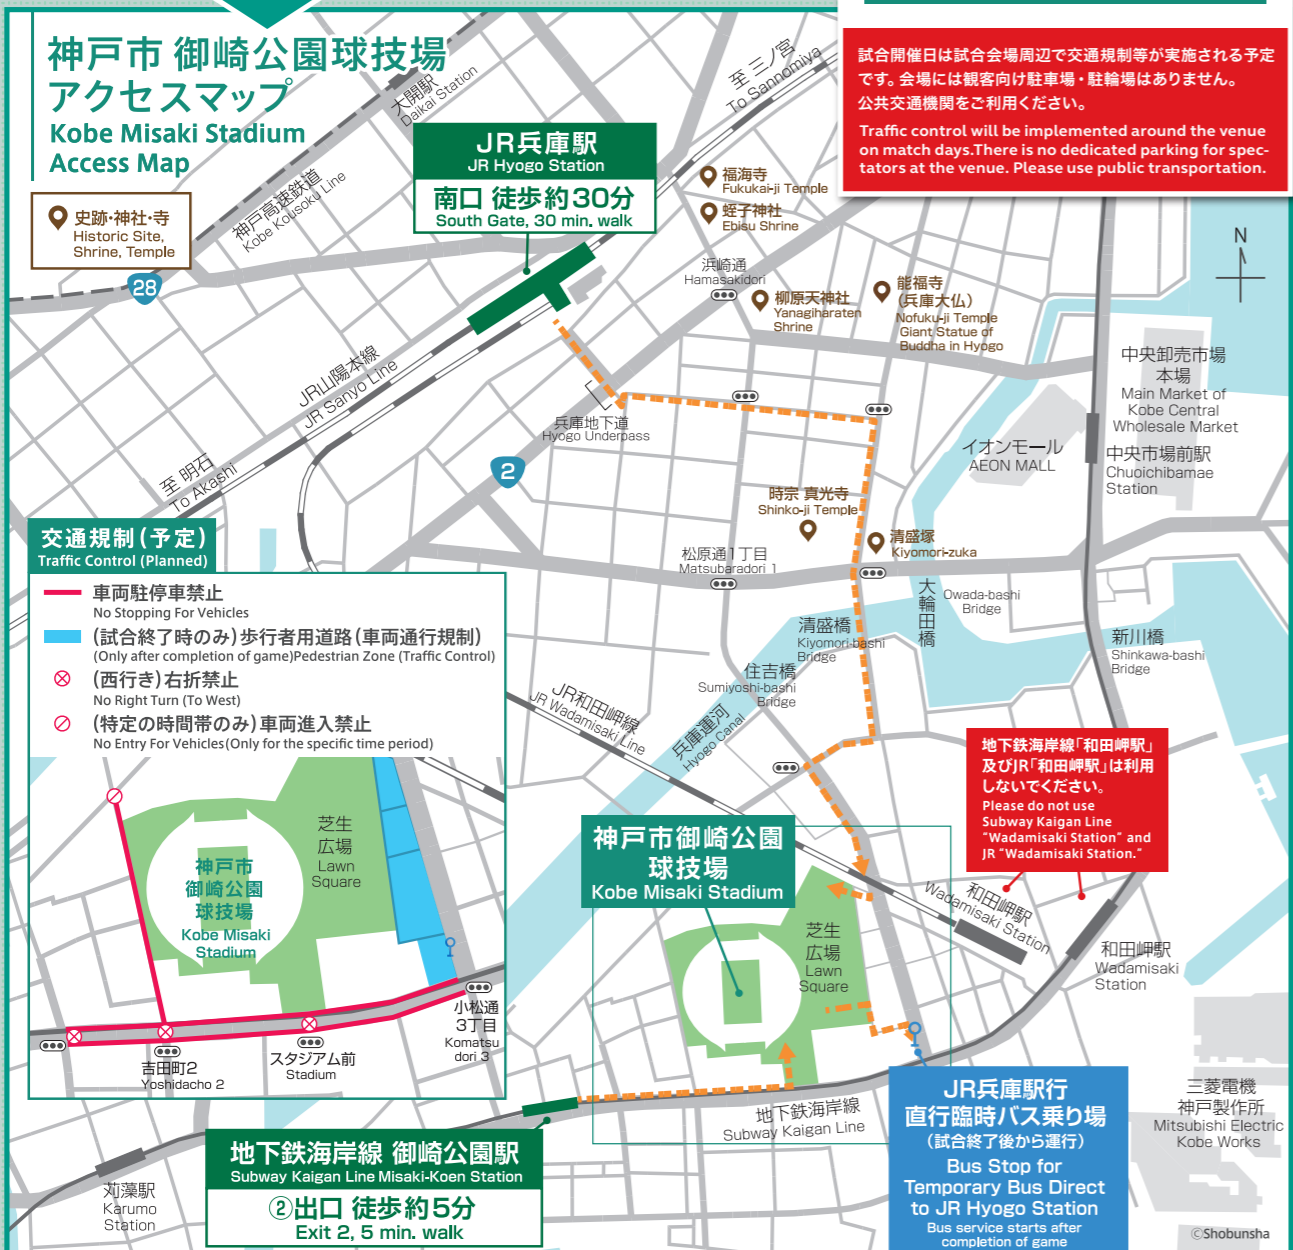 神戸市 御崎公園球技場
アクセスマップ
Kobe Misaki Stadium
Access Map
試合開催日は試合会場周辺で交通規制等が実施される予定
です。会場には観客向け駐車場・駐輪場はありません。
公共交通機関をご利用ください。
Traffic control will be implemented around the venue
on match days.There is no dedicated parking for spec-
tators at the venue. Please use public transportation.
史跡・神社・寺
Historic Site,
Shrine, Temple
大開駅
Daikai Station
神戸高速鉄道
Kobe Kousoku Line
28
至 三ノ宮
To Sannomiya
JR兵庫駅
JR Hyogo Station
南口 徒歩約30分
South Gate, 30 min. walk
福海寺
Fukukai-ji Temple
蛭子神社
Ebisu Shrine
浜崎通
Hamasakidori
柳原天神社
Yanagiharaten
Shrine
能福寺
(兵庫大仏)
Nofuku-ji Temple
Giant Statue of
Buddha in Hyogo
N
中央卸売市場
本場
Main Market of
Kobe Central
Wholesale Market
中央市場前駅
Chuoichibamae
Station
イオンモール
AEON MALL
JR山陽本線
JR Sanyo Line
至 明石
To Akashi
兵庫地下道
Hyogo Underpass
2
時宗 真光寺
Shinko-ji Temple
清盛塚
Kiyomori-zuka
松原通1丁目
Matsubaradori 1
大輪田橋
Owada-bashi
Bridge
清盛橋
Kiyomori-bashi
Bridge
住吉橋
Sumiyoshi-bashi
Bridge
新川橋
Shinkawa-bashi
Bridge
JR和田岬線
JR Wadamisaki Line
兵庫運河
Hyogo Canal
交通規制(予定)
Traffic Control (Planned)
車両駐停車禁止
No Stopping For Vehicles
(試合終了時のみ)歩行者用道路(車両通行規制)
(Only after completion of game)Pedestrian Zone (Traffic Control)
(西行き)右折禁止
No Right Turn (To West)
(特定の時間帯のみ)車両進入禁止
No Entry For Vehicles(Only for the specific time period)
神戸市
御崎公園
球技場
Kobe Misaki
Stadium
芝生
広場
Lawn
Square
小松通
3丁目
Komatsu
dori 3
吉田町2
Yoshidacho 2
スタジアム前
Stadium
地下鉄海岸線「和田岬駅」
及びJR「和田岬駅」は利用
しないでください。
Please do not use
Subway Kaigan Line
“Wadamisaki Station” and
JR “Wadamisaki Station.”
神戸市御崎公園
球技場
Kobe Misaki Stadium
芝生
広場
Lawn
Square
和田岬駅
Wadamisaki Station
和田岬駅
Wadamisaki
Station
地下鉄海岸線
Subway Kaigan Line
地下鉄海岸線 御崎公園駅
Subway Kaigan Line Misaki-Koen Station
②出口 徒歩約5分
Exit 2, 5 min. walk
苅藻駅
Karumo
Station
JR兵庫駅行
直行臨時バス乗り場
(試合終了後から運行)
Bus Stop for
Temporary Bus Direct
to JR Hyogo Station
Bus service starts after
completion of game
三菱電機
神戸製作所
Mitsubishi Electric
Kobe Works
©Shobunsha